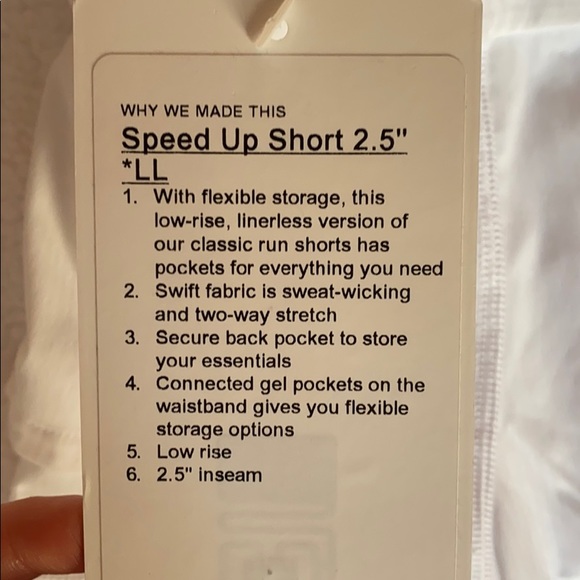 WHY WE MADE THIS
Speed Up Short 2.5"
*LL
1. With flexible storage, this
low-rise, linerless version of
our classic run shorts has
pockets for everything you need
2. Swift fabric is sweat-wicking
and two-way stretch
3. Secure back pocket to store
your essentials
4. Connected gel pockets on the
waistband gives you flexible
storage options
5. Low rise
6. 2.5" inseam